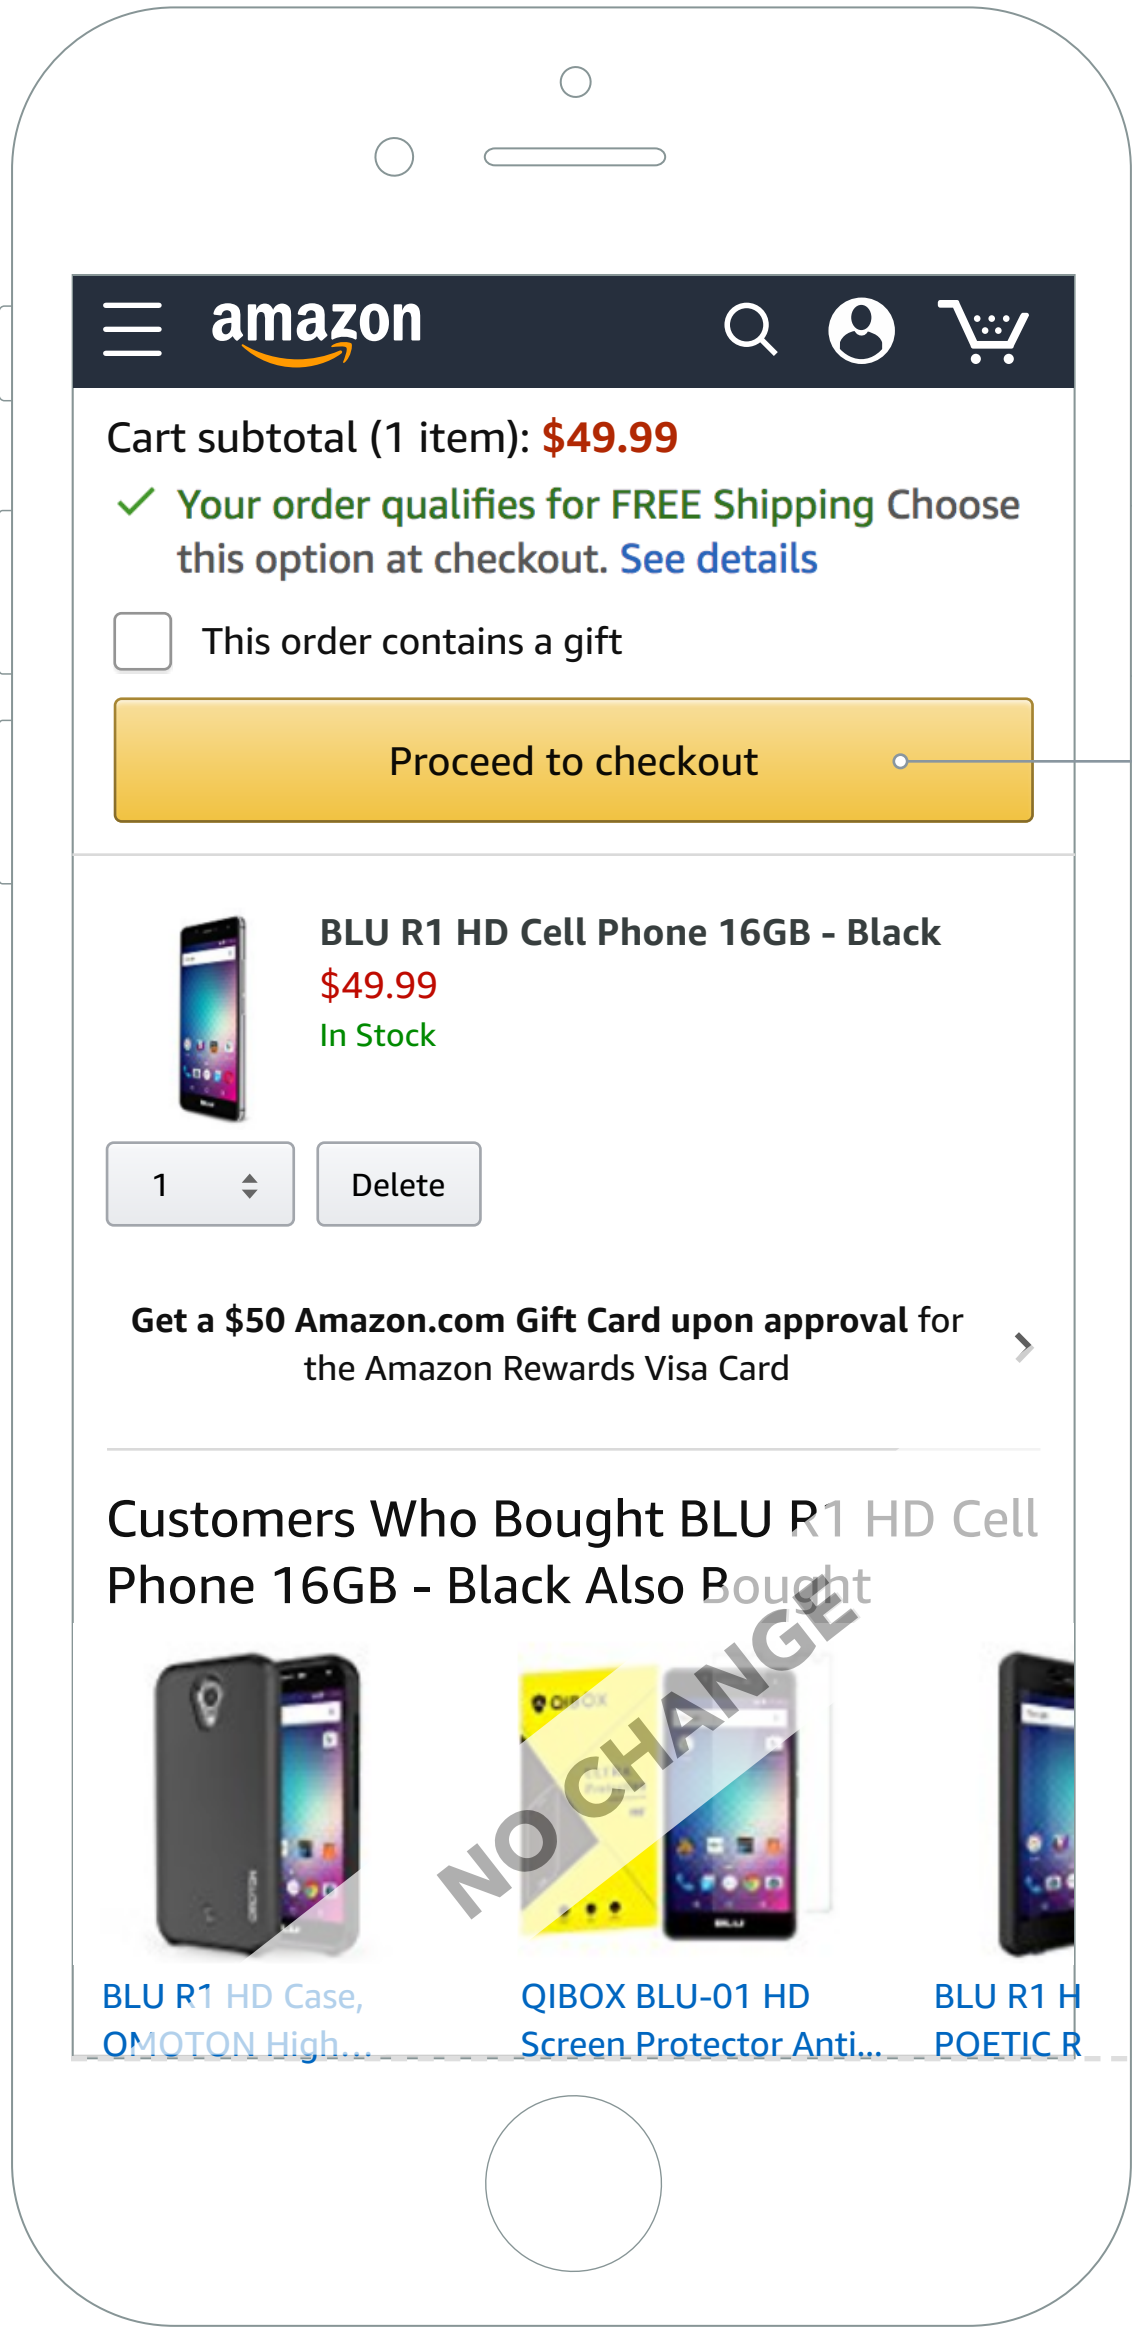 amazon
Cart subtotal (1 item): $49.99
Your order qualifies for FREE Shipping Choose
this option at checkout. See details
This order contains a gift
Proceed to checkout
BLU R1 HD Cell Phone 16GB - Black
$49.99
In Stock
1
Delete
Get a $50 Amazon.com Gift Card upon approval for
the Amazon Rewards Visa Card
Customers Who Bought BLU R1 HD Cell
Phone 16GB - Black Also Bought
NO CHANGE
QIBOX
BLU
BLU R1 HD Case,
OMOTON High...
QIBOX BLU-01 HD
Screen Protector Anti...
BLU R1 H
POETIC R